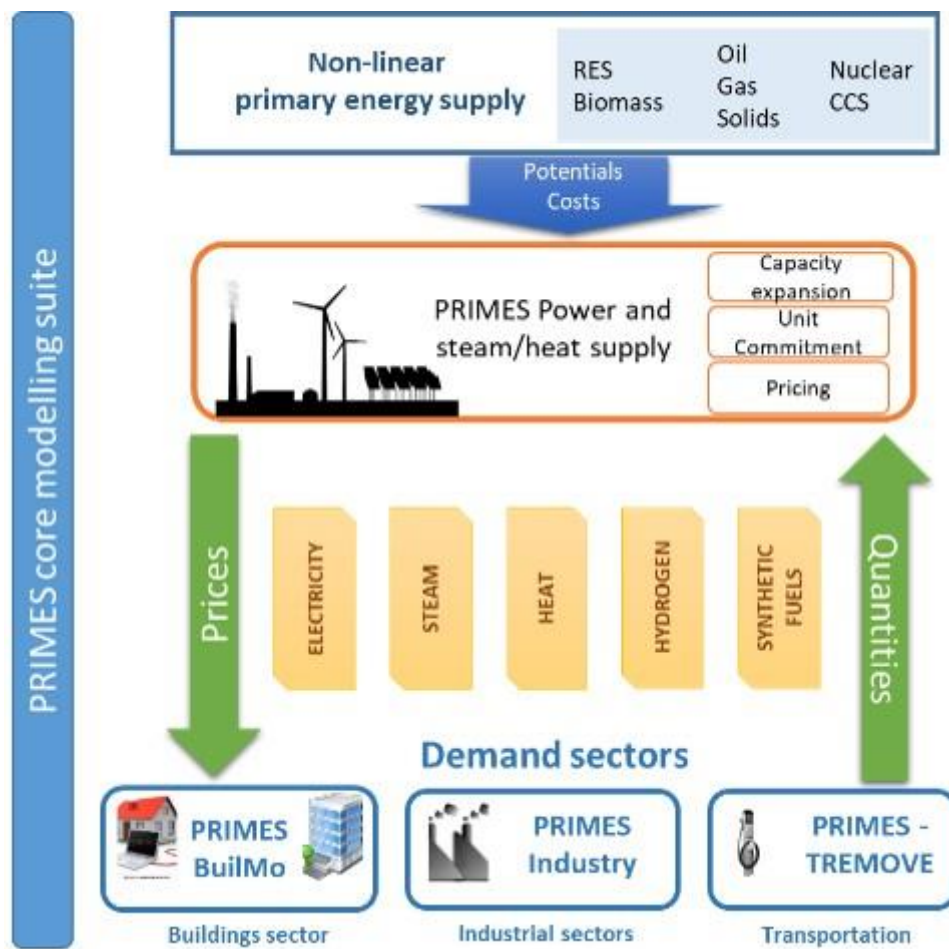 PRIMES core modelling suite
Non-linear
primary energy supply
RES
Biomass
Oil
Gas
Solids
Nuclear
CCS
Potentials
Costs
PRIMES Power and
steam/heat supply
Capacity
expansion
Unit
Commitment
Pricing
Prices
ELECTRICITY
STEAM
HEAT
HYDROGEN
SYNTHETIC
FUELS
Quantities
Demand sectors
PRIMES
BuilMo
PRIMES
Industry
PRIMES -
TREMOVE
Buildings sector
Industrial sectors
Transportation